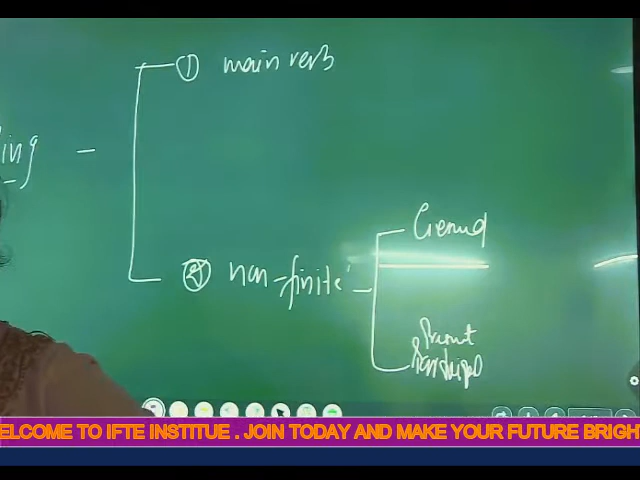 ing -
① main verb
② non-finite
Gerund
Present
Participle
ELCOME TO IFTE INSTITUE . JOIN TODAY AND MAKE YOUR FUTURE BRIGH